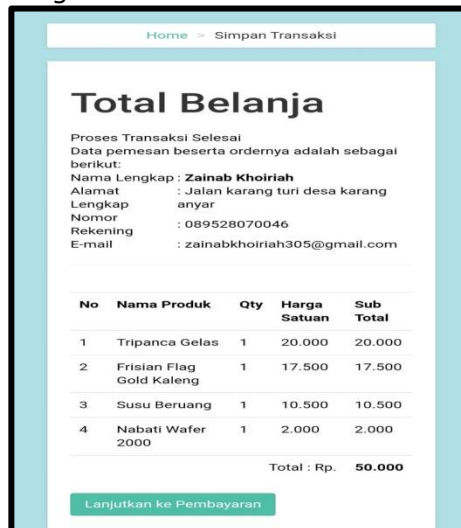 Home > Simpan Transaksi
Total Belanja
Proses Transaksi Selesai
Data pemesan beserta ordernya adalah sebagai
berikut:
Nama Lengkap : Zainab Khoiriah
Alamat Lengkap : Jalan karang turi desa karang anyar
Nomor Rekening : 089528070046
E-mail : zainabkhoiriah305@gmail.com
No Nama Produk Qty Harga Satuan Sub Total
1 Tripanca Gelas 1 20.000 20.000
2 Frisian Flag Gold Kaleng 1 17.500 17.500
3 Susu Beruang 1 10.500 10.500
4 Nabati Wafer 2000 1 2.000 2.000
Total : Rp. 50.000
Lanjutkan ke Pembayaran